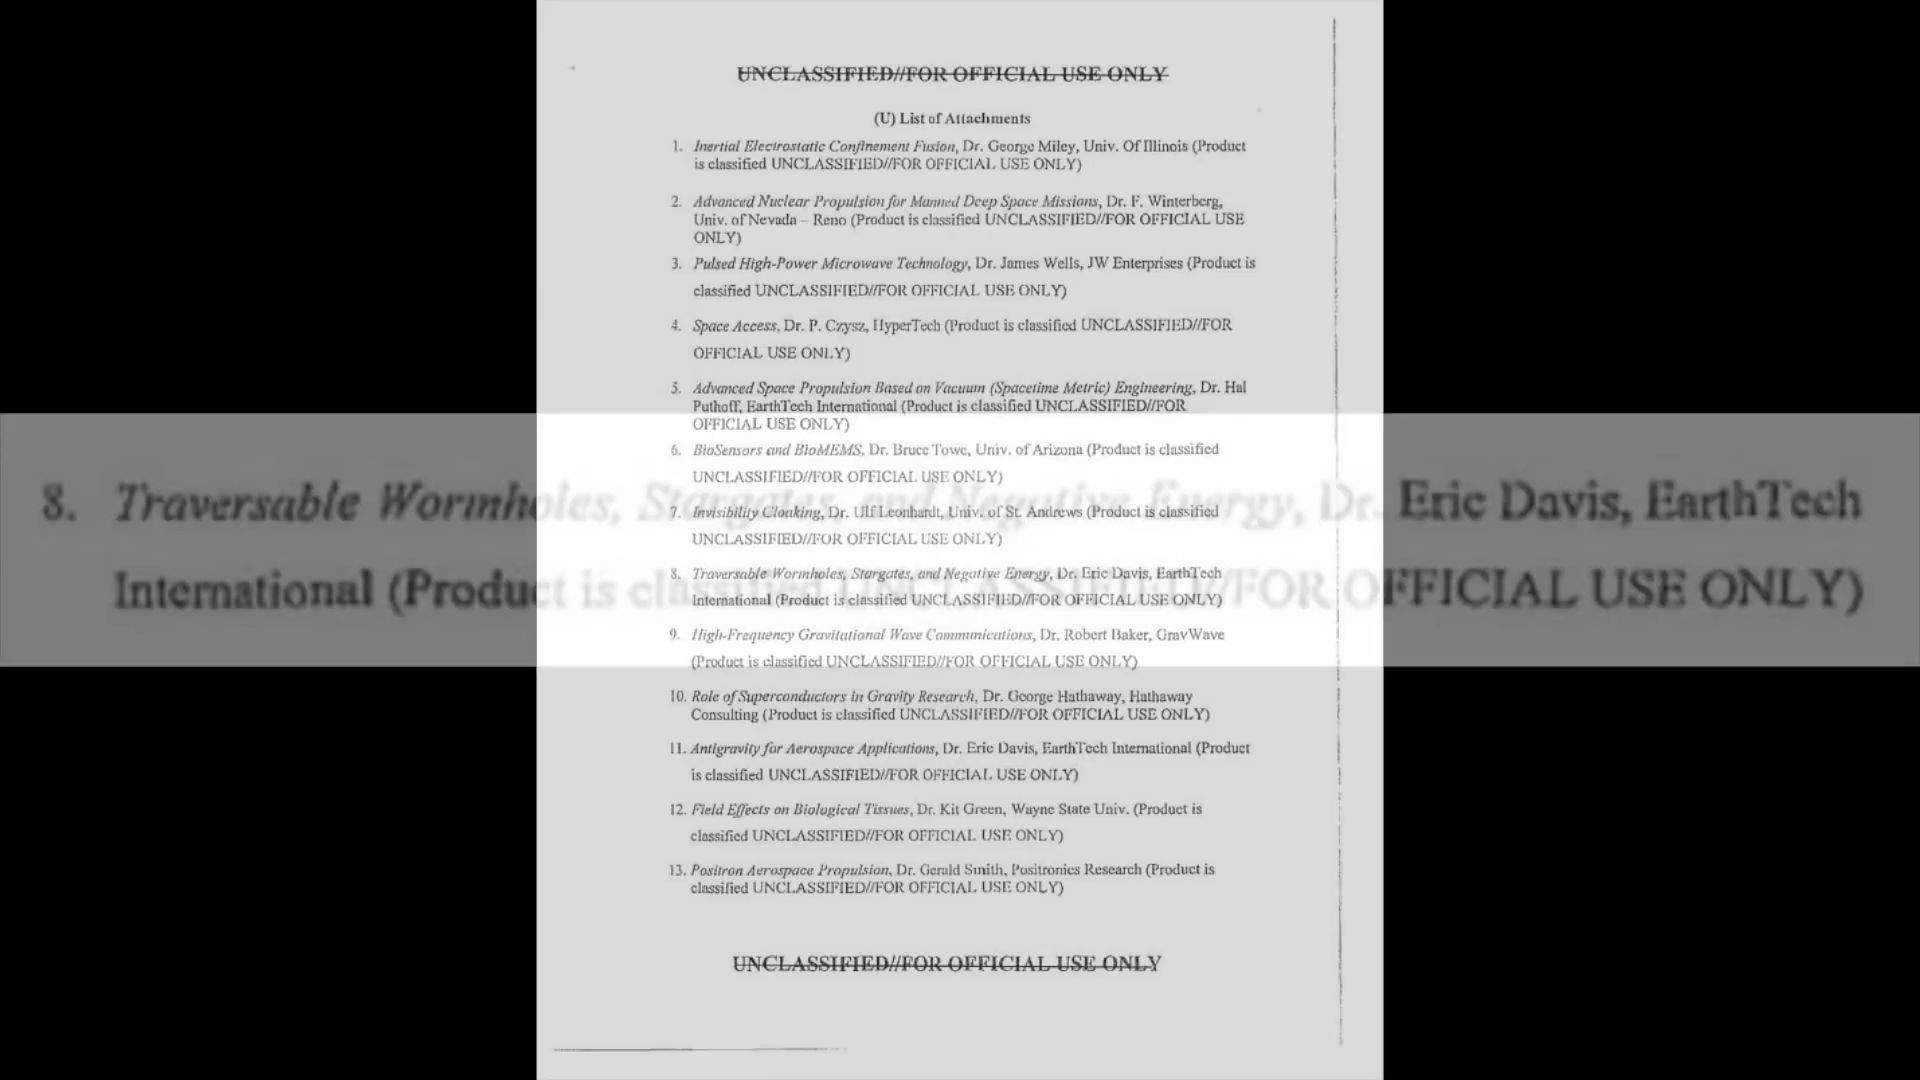 UNCLASSIFIED//FOR OFFICIAL USE ONLY
(U) List of Attachments
1. Inertial Electrostatic Confinement Fusion, Dr. George Miley, Univ. Of Illinois (Product
is classified UNCLASSIFIED//FOR OFFICIAL USE ONLY)
2. Advanced Nuclear Propulsion for Manned Deep Space Missions, Dr. F. Winterberg,
Univ. of Nevada – Reno (Product is classified UNCLASSIFIED//FOR OFFICIAL USE
ONLY)
3. Pulsed High-Power Microwave Technology, Dr. James Wells, JW Enterprises (Product is
classified UNCLASSIFIED//FOR OFFICIAL USE ONLY)
4. Space Access, Dr. P. Czysz, HyperTech (Product is classified UNCLASSIFIED//FOR
OFFICIAL USE ONLY)
5. Advanced Space Propulsion Based on Vacuum (Spacetime Metric) Engineering, Dr. Hal
Puthoff, EarthTech International (Product is classified UNCLASSIFIED//FOR
OFFICIAL USE ONLY)
6. BioSensors and BioMEMS, Dr. Bruce Towe, Univ. of Arizona (Product is classified
UNCLASSIFIED//FOR OFFICIAL USE ONLY)
7. Invisibility Cloaking, Dr. Ulf Leonhardt, Univ. of St. Andrews (Product is classified
UNCLASSIFIED//FOR OFFICIAL USE ONLY)
8. Traversable Wormholes, Stargates, and Negative Energy, Dr. Eric Davis, EarthTech
International (Product is classified UNCLASSIFIED//FOR OFFICIAL USE ONLY)
9. High-Frequency Gravitational Wave Communications, Dr. Robert Baker, GravWave
(Product is classified UNCLASSIFIED//FOR OFFICIAL USE ONLY)
10. Role of Superconductors in Gravity Research, Dr. George Hathaway, Hathaway
Consulting (Product is classified UNCLASSIFIED//FOR OFFICIAL USE ONLY)
11. Antigravity for Aerospace Applications, Dr. Eric Davis, EarthTech International (Product
is classified UNCLASSIFIED//FOR OFFICIAL USE ONLY)
12. Field Effects on Biological Tissues, Dr. Kit Green, Wayne State Univ. (Product is
classified UNCLASSIFIED//FOR OFFICIAL USE ONLY)
13. Positron Aerospace Propulsion, Dr. Gerald Smith, Positronics Research (Product is
classified UNCLASSIFIED//FOR OFFICIAL USE ONLY)
UNCLASSIFIED//FOR OFFICIAL USE ONLY
8. Traversable Wormholes, Stargates, and Negative Energy, Dr. Eric Davis, EarthTech
International (Product is classified UNCLASSIFIED//FOR OFFICIAL USE ONLY)